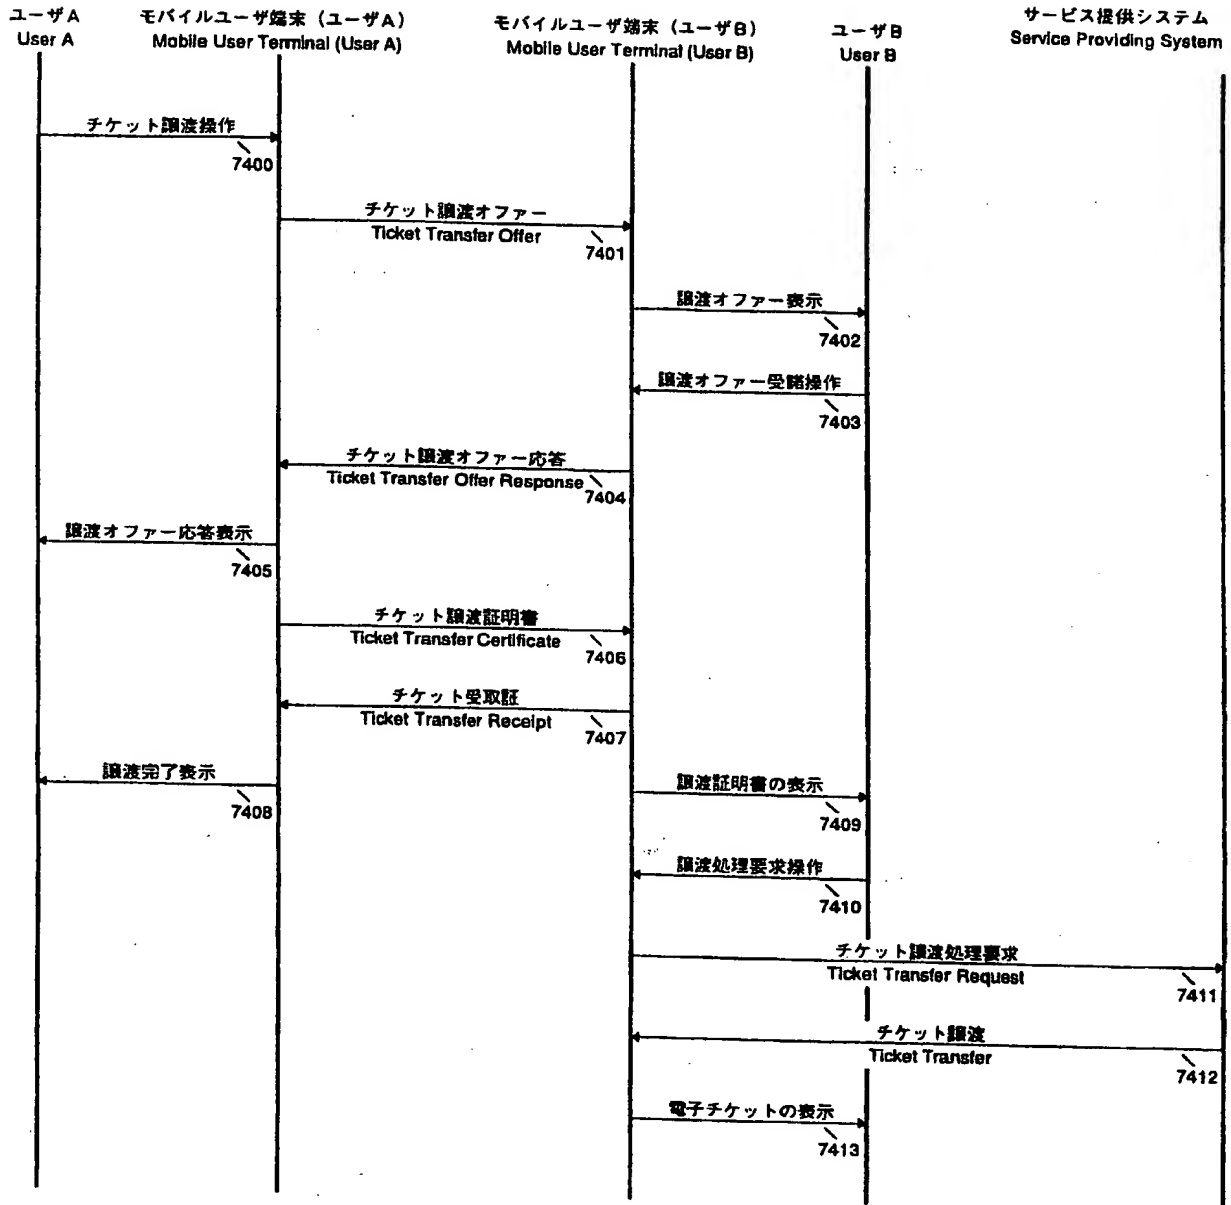 ユーザA
User A
モバイルユーザ端末（ユーザA）
Mobile User Terminal (User A)
モバイルユーザ端末（ユーザB）
Mobile User Terminal (User B)
ユーザB
User B
サービス提供システム
Service Providing System
チケット譲渡操作
7400
チケット譲渡オファー
Ticket Transfer Offer
7401
譲渡オファー表示
7402
譲渡オファー受諾操作
7403
チケット譲渡オファー応答
Ticket Transfer Offer Response
7404
譲渡オファー応答表示
7405
チケット譲渡証明書
Ticket Transfer Certificate
7406
チケット受取証
Ticket Transfer Receipt
7407
譲渡完了表示
7408
譲渡証明書の表示
7409
譲渡処理要求操作
7410
チケット譲渡処理要求
Ticket Transfer Request
7411
チケット譲渡
Ticket Transfer
7412
電子チケットの表示
7413